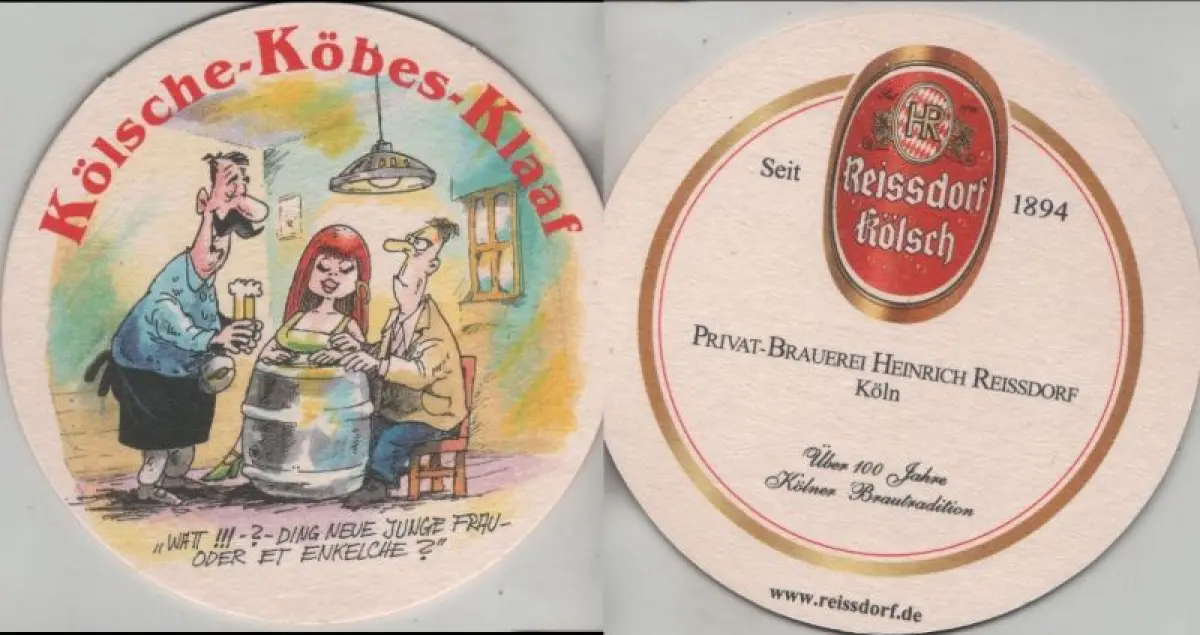 Kölsche-Köbes-Klaaf
„WATT !!! - ? - DING NEUE JUNGE FRAU-
ODER ET ENKELCHE ?"
HR
Reissdorf
Kölsch
Seit
1894
PRIVAT-BRAUEREI HEINRICH REISSDORF
Köln
Über 100 Jahre
Kölner Brautradition
www.reissdorf.de